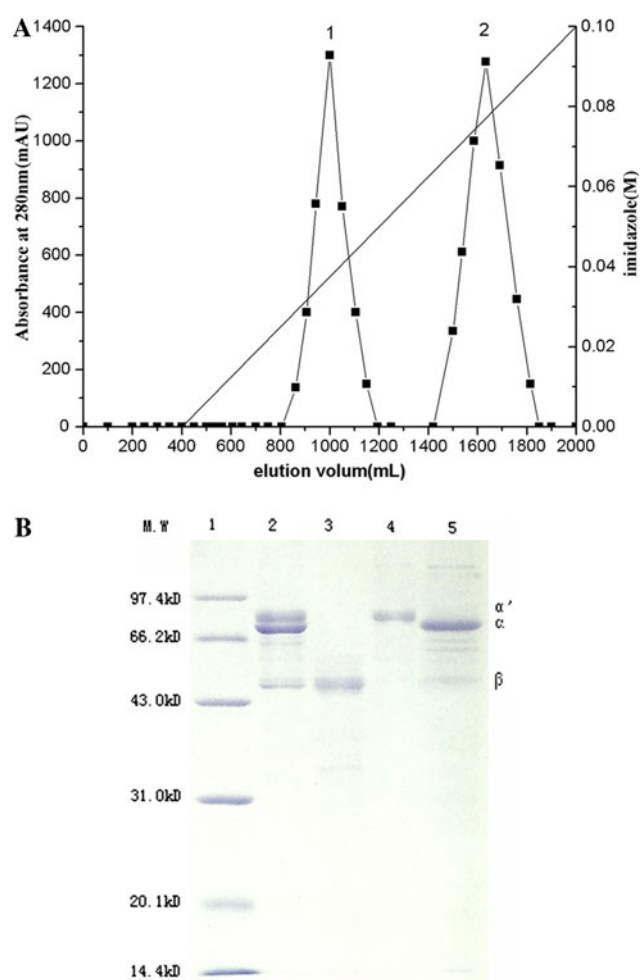 A
1
2
1400
1200
1000
800
600
400
200
0
Absorbance at 280nm(mAU)
0.10
0.08
0.06
0.04
0.02
0.00
imidazole(M)
0 200 400 600 800 1000 1200 1400 1600 1800 2000
elution volum(mL)
B
M.W 1 2 3 4 5
97.4kD
66.2kD
43.0kD
31.0kD
20.1kD
14.4kD
α'
α
β